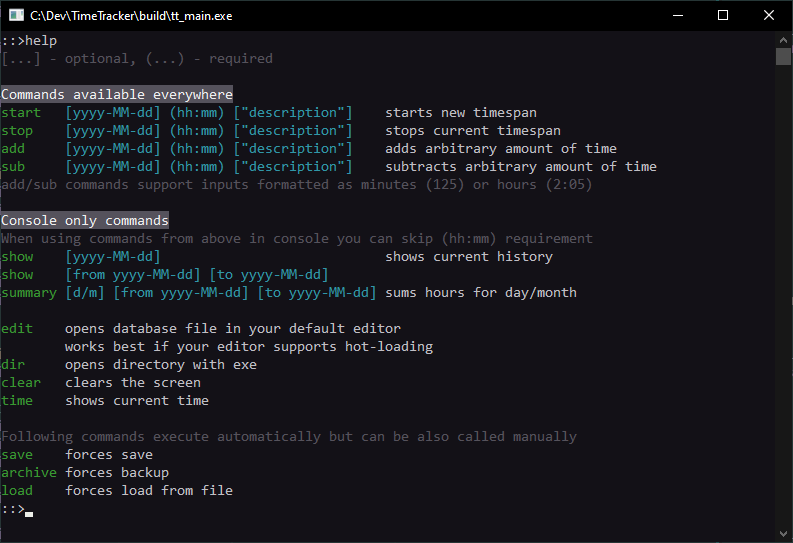 C:\Dev\TimeTracker\build\tt_main.exe
::>help
[...] - optional, (...) - required
Commands available everywhere
start [yyyy-MM-dd] (hh:mm) ["description"] starts new timespan
stop [yyyy-MM-dd] (hh:mm) ["description"] stops current timespan
add [yyyy-MM-dd] (hh:mm) ["description"] adds arbitrary amount of time
sub [yyyy-MM-dd] (hh:mm) ["description"] subtracts arbitrary amount of time
add/sub commands support inputs formatted as minutes (125) or hours (2:05)
Console only commands
When using commands from above in console you can skip (hh:mm) requirement
show [yyyy-MM-dd] shows current history
show [from yyyy-MM-dd] [to yyyy-MM-dd]
summary [d/m] [from yyyy-MM-dd] [to yyyy-MM-dd] sums hours for day/month
edit opens database file in your default editor
works best if your editor supports hot-loading
dir opens directory with exe
clear clears the screen
time shows current time
Following commands execute automatically but can be also called manually
save forces save
archive forces backup
load forces load from file
::>